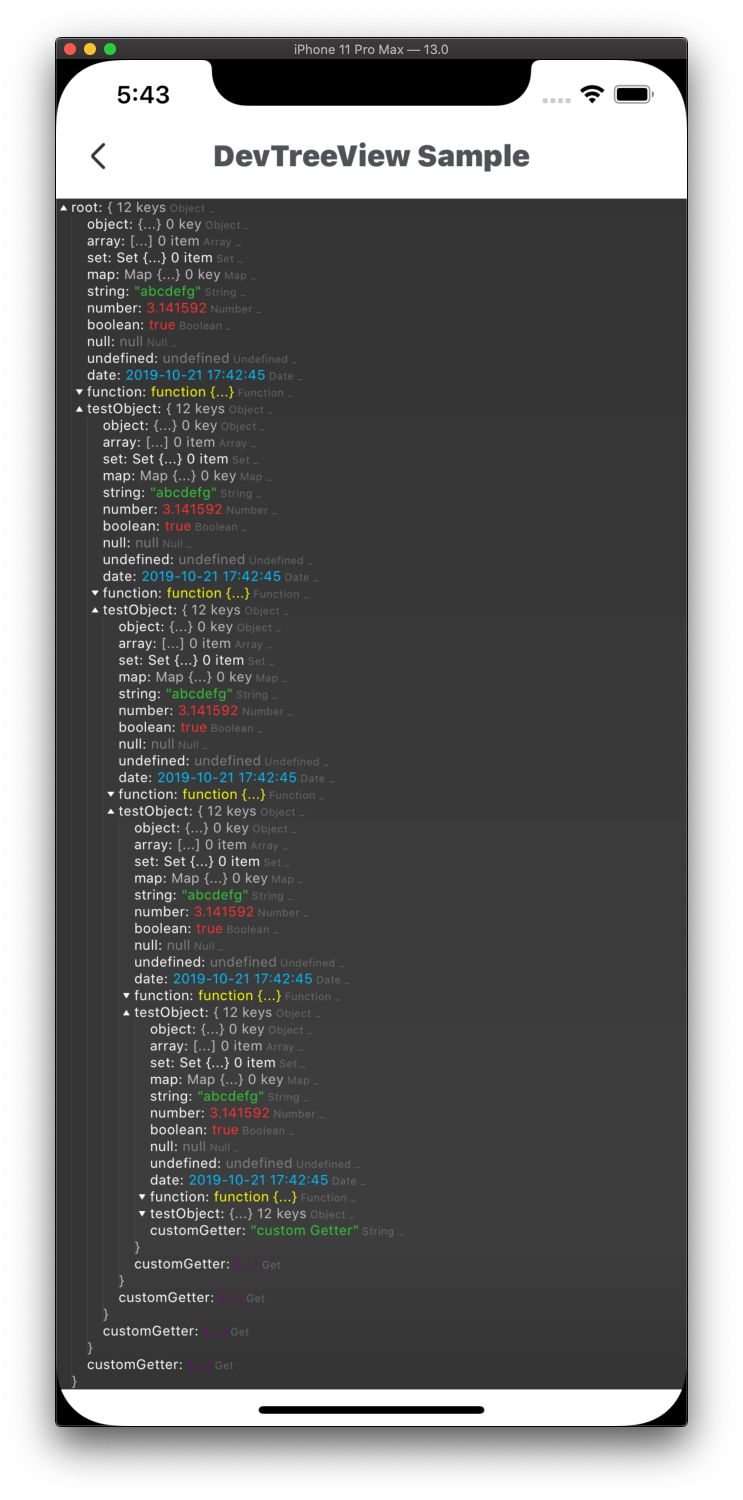 iPhone 11 Pro Max — 13.0
5:43
DevTreeView Sample
root: { 12 keys Object _
object: {...} 0 key Object _
array: [...] 0 item Array _
set: Set {...} 0 item Set _
map: Map {...} 0 key Map _
string: "abcdefg" String _
number: 3.141592 Number _
boolean: true Boolean _
null: null Null _
undefined: undefined Undefined _
date: 2019-10-21 17:42:45 Date _
function: function {...} Function _
testObject: { 12 keys Object _
object: {...} 0 key Object _
array: [...] 0 item Array _
set: Set {...} 0 item Set _
map: Map {...} 0 key Map _
string: "abcdefg" String _
number: 3.141592 Number _
boolean: true Boolean _
null: null Null _
undefined: undefined Undefined _
date: 2019-10-21 17:42:45 Date _
function: function {...} Function _
testObject: { 12 keys Object _
object: {...} 0 key Object _
array: [...] 0 item Array _
set: Set {...} 0 item Set _
map: Map {...} 0 key Map _
string: "abcdefg" String _
number: 3.141592 Number _
boolean: true Boolean _
null: null Null _
undefined: undefined Undefined _
date: 2019-10-21 17:42:45 Date _
function: function {...} Function _
testObject: { 12 keys Object _
object: {...} 0 key Object _
array: [...] 0 item Array _
set: Set {...} 0 item Set _
map: Map {...} 0 key Map _
string: "abcdefg" String _
number: 3.141592 Number _
boolean: true Boolean _
null: null Null _
undefined: undefined Undefined _
date: 2019-10-21 17:42:45 Date _
function: function {...} Function _
testObject: { 12 keys Object _
object: {...} 0 key Object _
array: [...] 0 item Array _
set: Set {...} 0 item Set _
map: Map {...} 0 key Map _
string: "abcdefg" String _
number: 3.141592 Number _
boolean: true Boolean _
null: null Null _
undefined: undefined Undefined _
date: 2019-10-21 17:42:45 Date _
function: function {...} Function _
testObject: {...} 12 keys Object _
customGetter: "custom Getter" String _
}
customGetter: (...) Get
}
customGetter: (...) Get
}
customGetter: (...) Get
}
customGetter: (...) Get
}